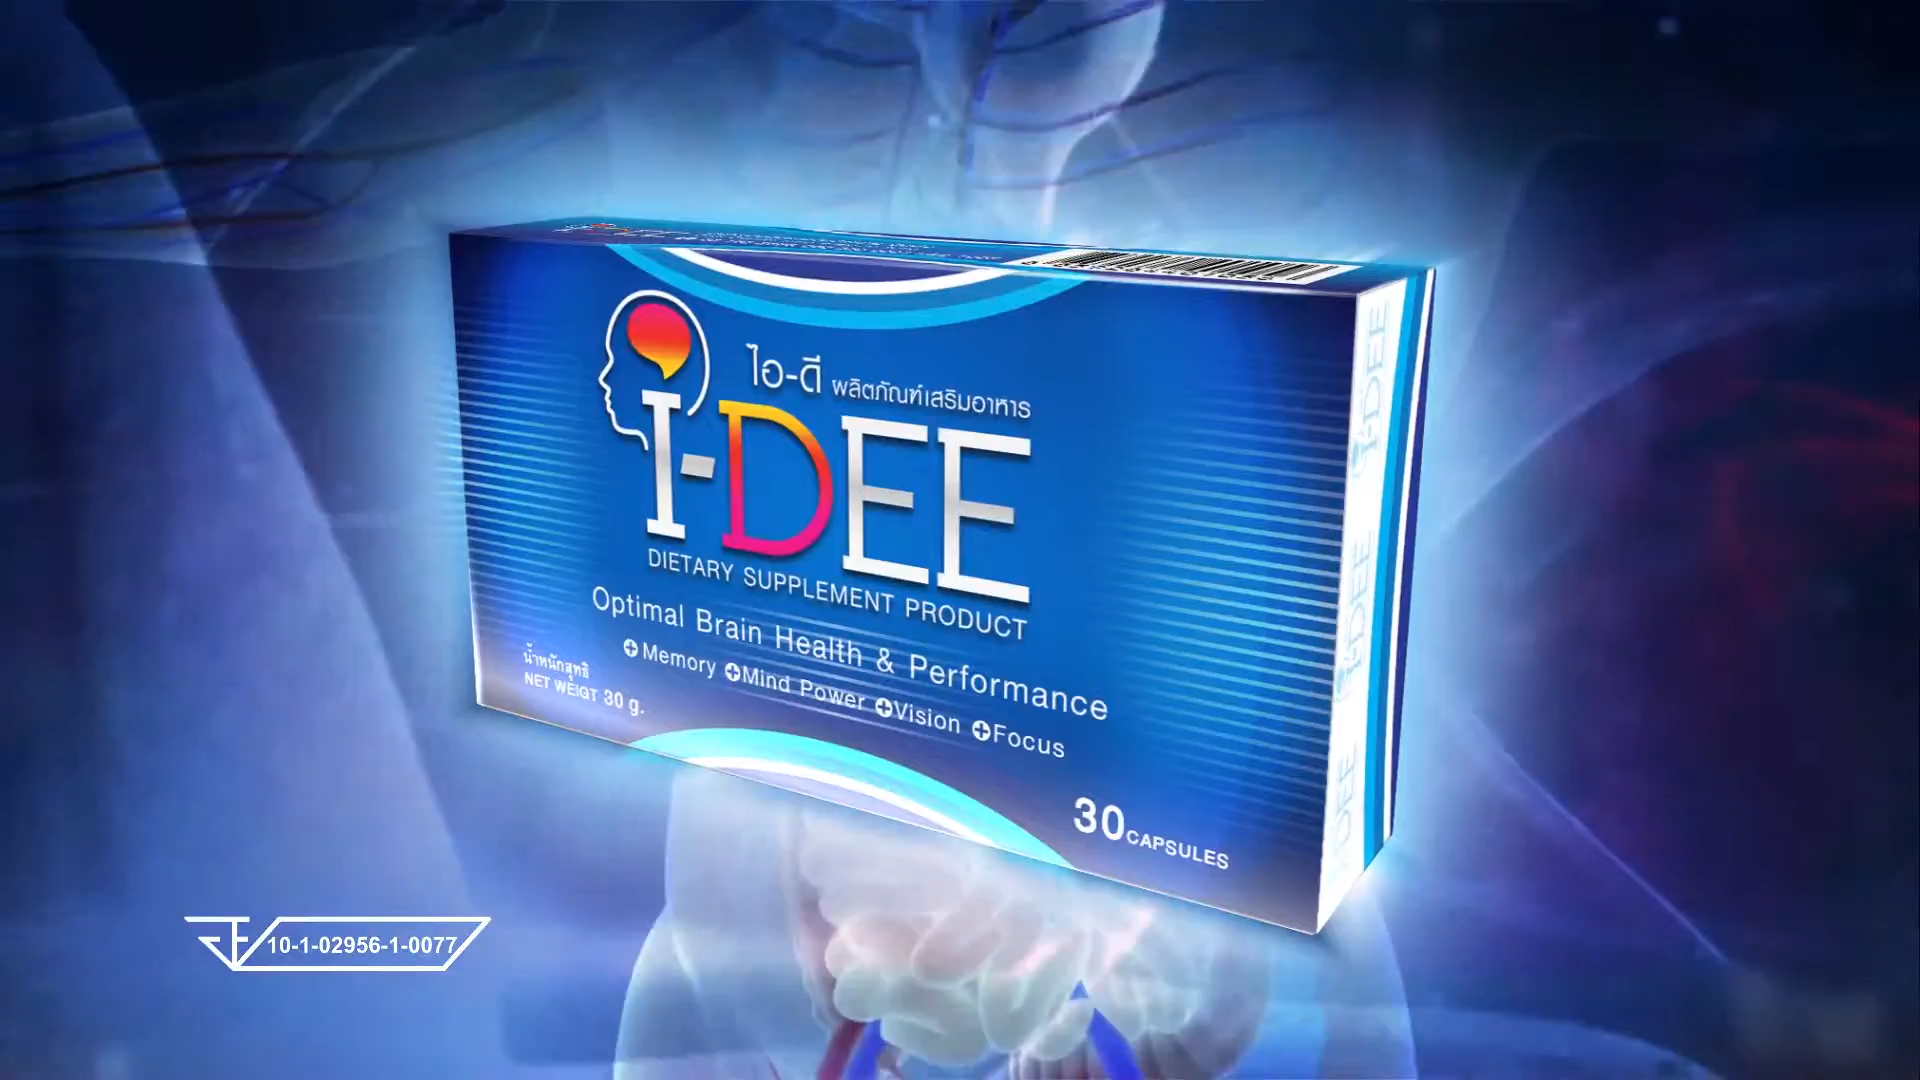 ไอ-ดี ผลิตภัณฑ์เสริมอาหาร
I-DEE
DIETARY SUPPLEMENT PRODUCT
Optimal Brain Health & Performance
Memory Mind Power Vision Focus
น้ำหนักสุทธิ
NET WEIGT 30 g.
30 CAPSULES
I-DEE
I-DEE
10-1-02956-1-0077